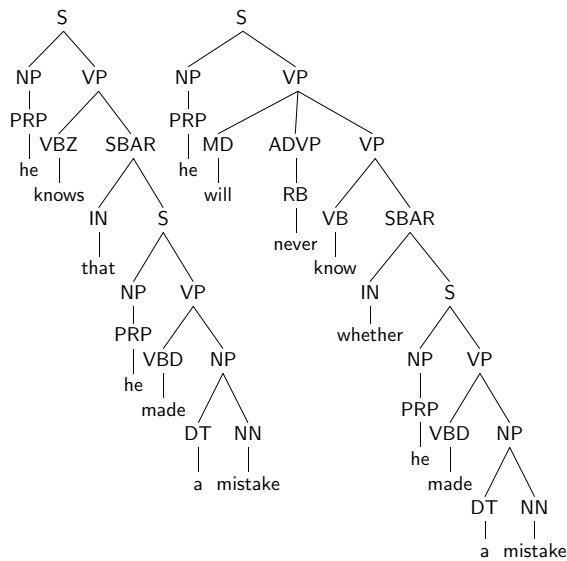 S S
NP VP NP VP
PRP PRP
VBZ SBAR MD ADVP VP
he he
knows will RB
IN S VB SBAR
never
that know
NP VP IN S
PRP whether
VBD NP NP VP
he
made PRP
DT NN VBD NP
he
a mistake made
DT NN
a mistake